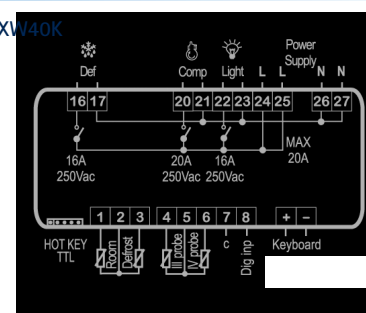 XW40K
Power
Supply
Def
Comp
Light
L
L
N
N
16 17
20 21 22 23 24 25
26 27
16A
250Vac
20A
250Vac
16A
250Vac
MAX
20A
1 2 3
4 5 6 7 8
+ -
HOT KEY
TTL
Room
Defrost
III probe
IV probe
c
Dig inp
Keyboard